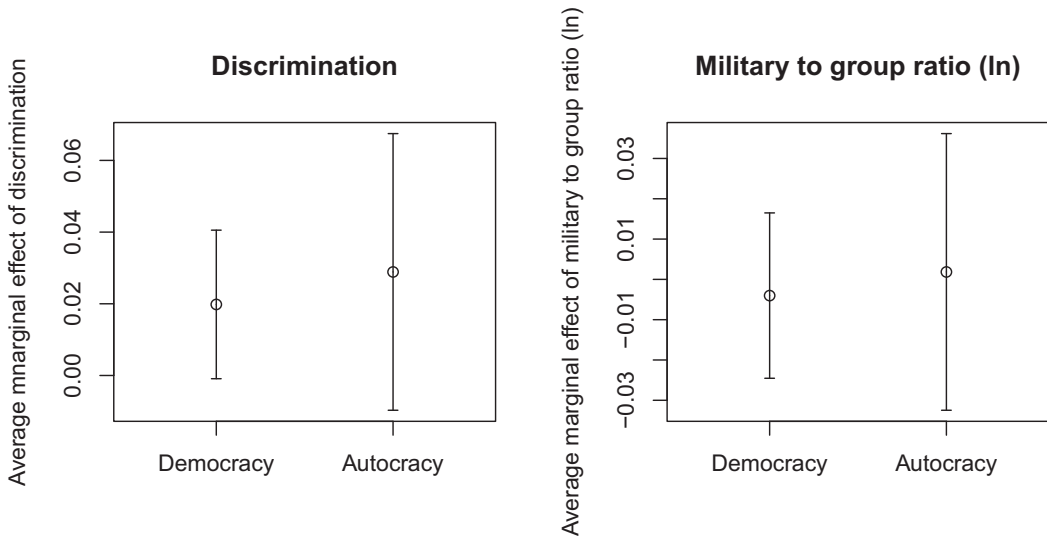 Discrimination
Average mnarginal effect of discrimination
0.06
0.04
0.02
0.00
Democracy
Autocracy
Military to group ratio (ln)
Average marginal effect of military to group ratio (ln)
0.03
0.01
−0.01
−0.03
Democracy
Autocracy